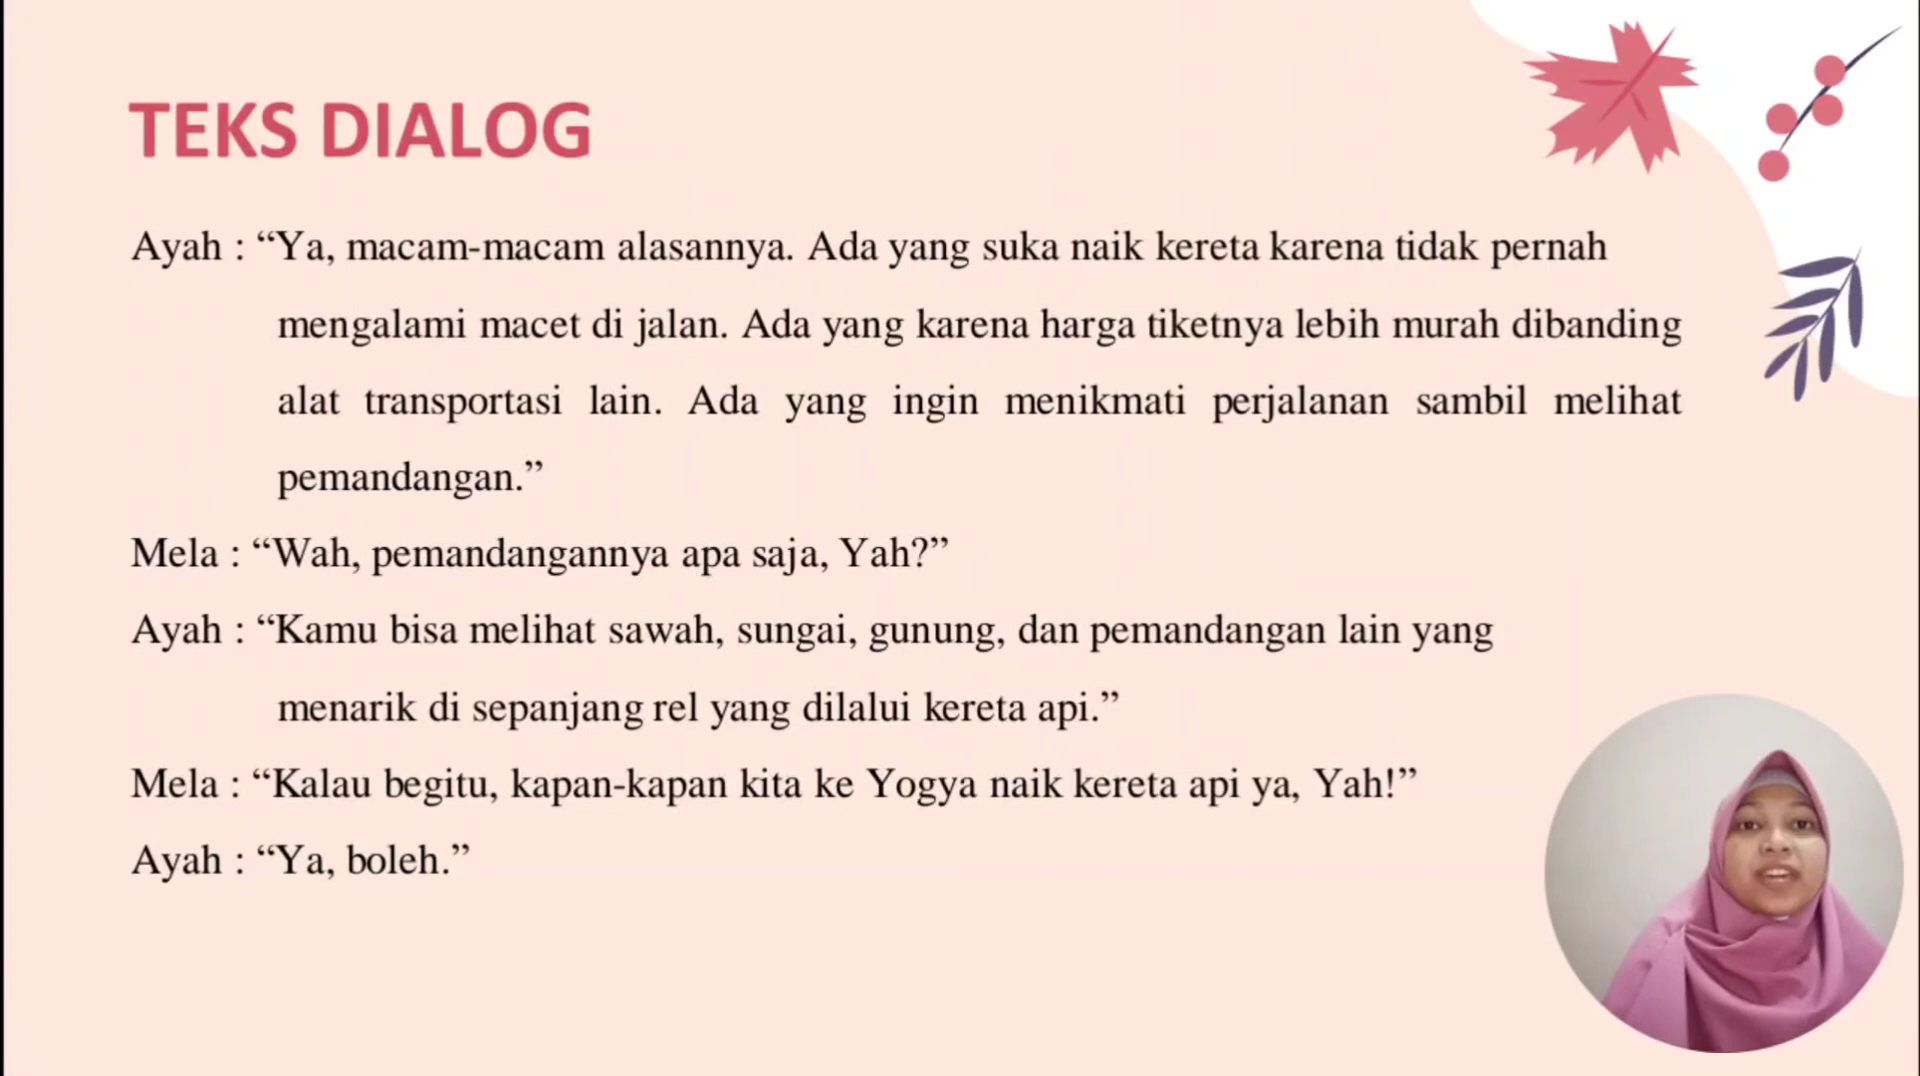 TEKS DIALOG
Ayah : “Ya, macam-macam alasannya. Ada yang suka naik kereta karena tidak pernah
mengalami macet di jalan. Ada yang karena harga tiketnya lebih murah dibanding
alat transportasi lain. Ada yang ingin menikmati perjalanan sambil melihat
pemandangan.”
Mela : “Wah, pemandangannya apa saja, Yah?”
Ayah : “Kamu bisa melihat sawah, sungai, gunung, dan pemandangan lain yang
menarik di sepanjang rel yang dilalui kereta api.”
Mela : “Kalau begitu, kapan-kapan kita ke Yogya naik kereta api ya, Yah!”
Ayah : “Ya, boleh.”